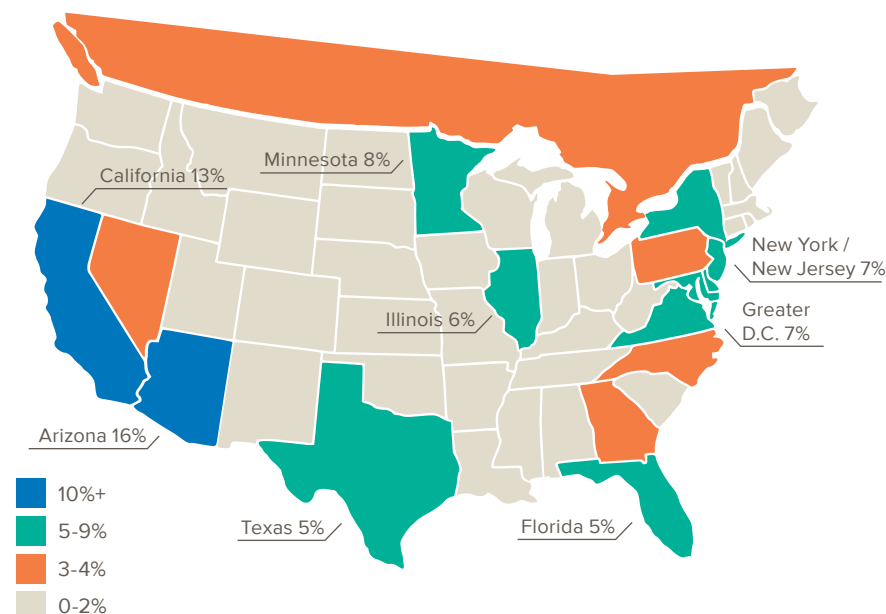 Minnesota 8%
California 13%
New York /
New Jersey 7%
Greater
D.C. 7%
Illinois 6%
Arizona 16%
Texas 5%
Florida 5%
10%+
5-9%
3-4%
0-2%